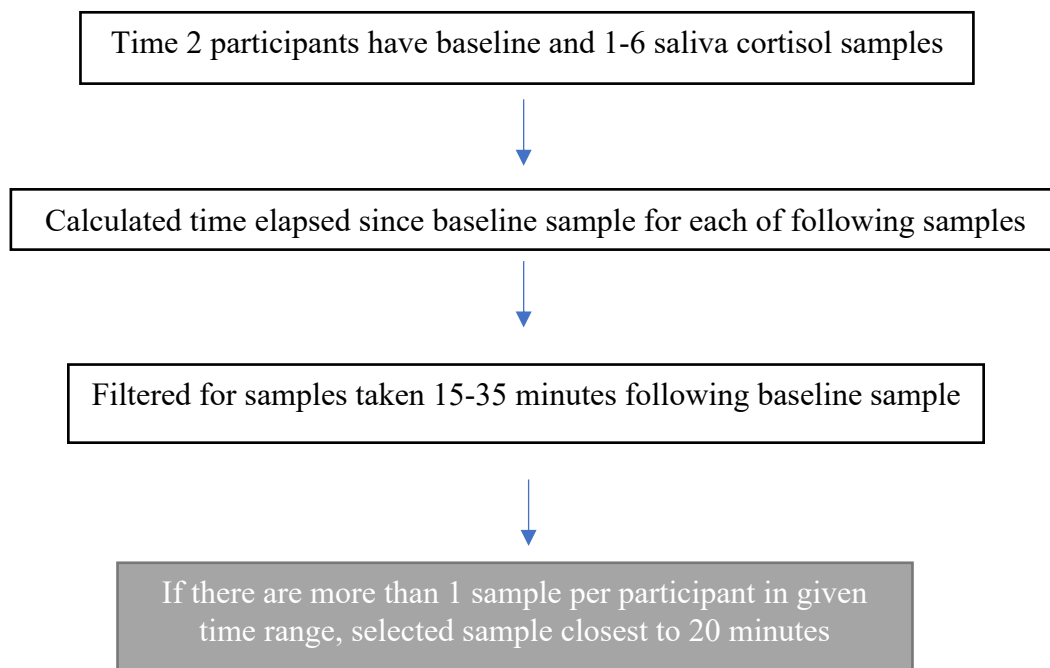 Time 2 participants have baseline and 1-6 saliva cortisol samples
Calculated time elapsed since baseline sample for each of following samples
Filtered for samples taken 15-35 minutes following baseline sample
If there are more than 1 sample per participant in given
time range, selected sample closest to 20 minutes